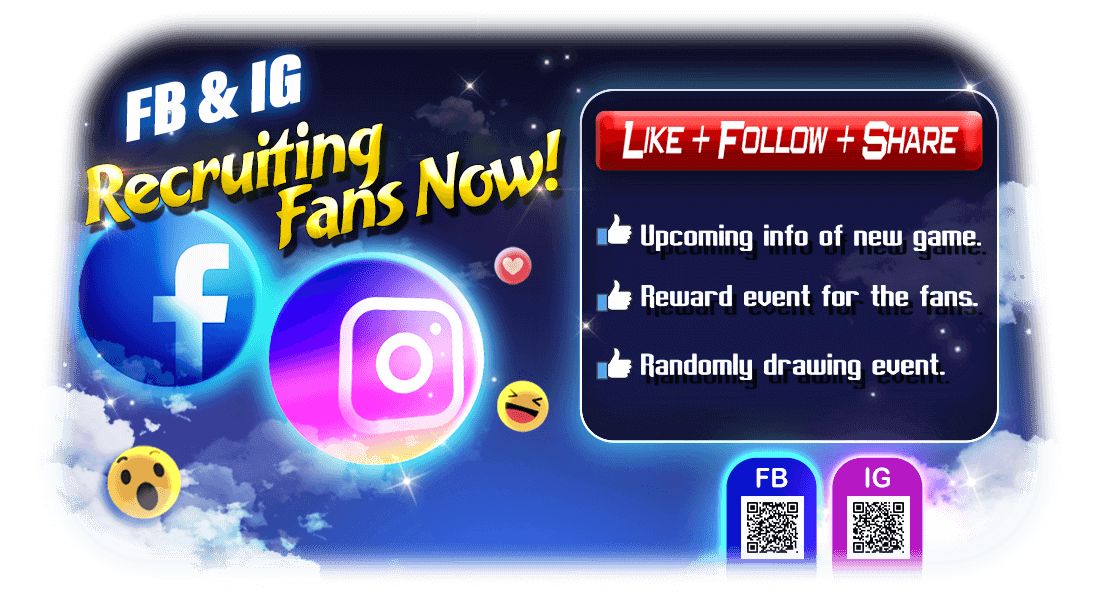 FB & IG
Recruiting
Fans Now!
LIKE + FOLLOW + SHARE
Upcoming info of new game.
Reward event for the fans.
Randomly drawing event.
FB
IG